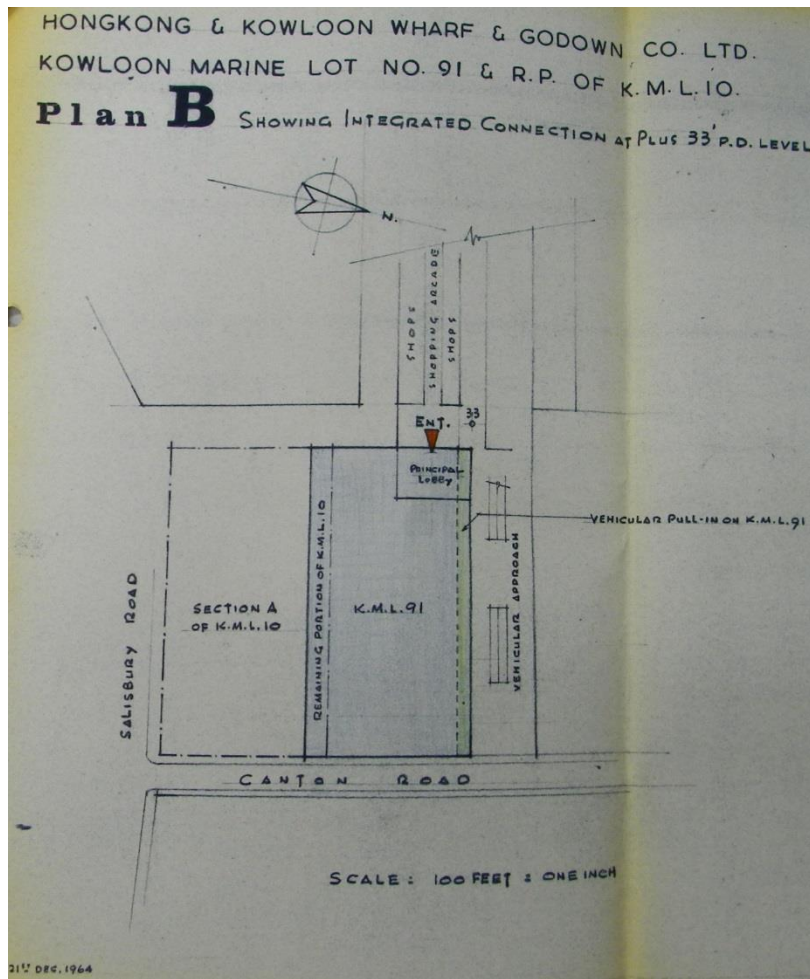 HONGKONG & KOWLOON WHARF & GODOWN CO. LTD.
KOWLOON MARINE LOT NO. 91 & R.P. OF K.M.L.10.
Plan B SHOWING INTEGRATED CONNECTION AT PLUS 33' P.D. LEVEL
N.
SHOPS
SHOPPING ARCADE
SHOPS
ENT.
33
PRINCIPAL
LOBBY
VEHICULAR PULL-IN ON K.M.L.91
VEHICULAR APPROACH
REMAINING PORTION OF K.M.L.10
K.M.L.91
SECTION A
OF K.M.L.10
SALISBURY ROAD
CANTON ROAD
SCALE: 100 FEET = ONE INCH
21ST DEC. 1964